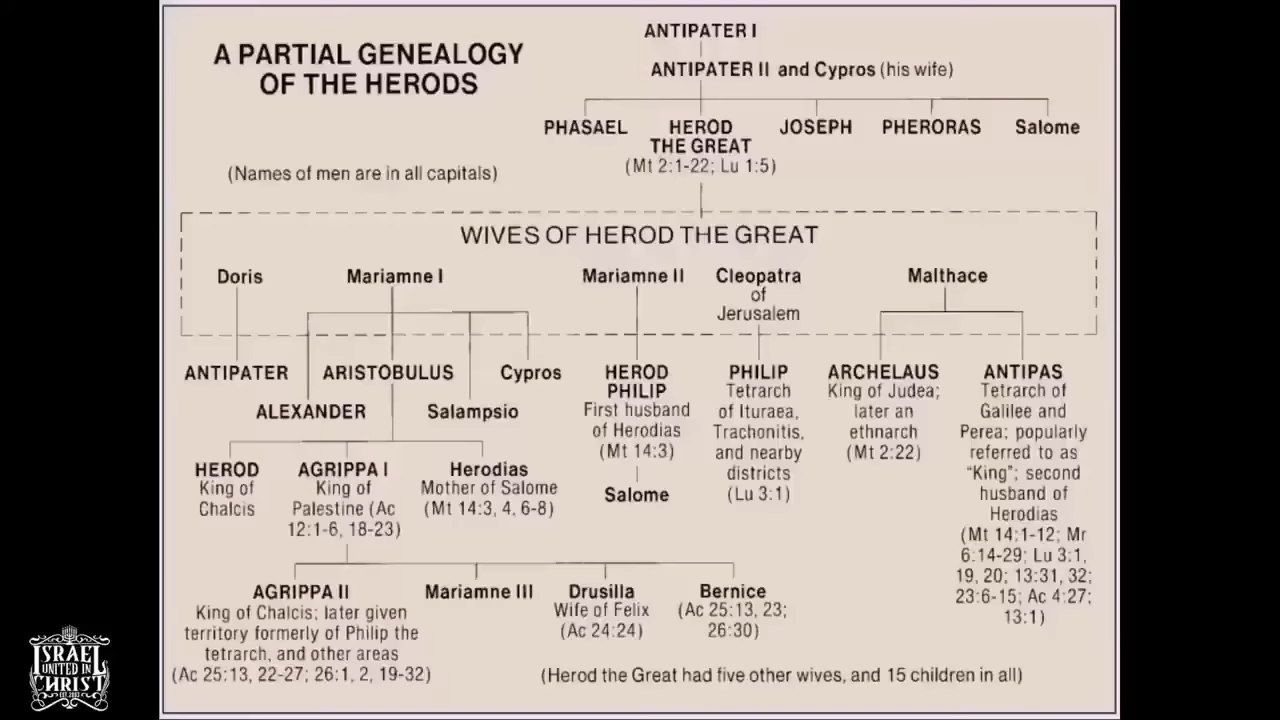 A PARTIAL GENEALOGY
OF THE HERODS
(Names of men are in all capitals)
ANTIPATER I
ANTIPATER II and Cypros (his wife)
PHASAEL
HEROD
THE GREAT
(Mt 2:1-22; Lu 1:5)
JOSEPH
PHERORAS
Salome
WIVES OF HEROD THE GREAT
Doris
Mariamne I
Mariamne II
Cleopatra
of
Jerusalem
Malthace
ANTIPATER
ALEXANDER
ARISTOBULUS
Salampsio
Cypros
HEROD
PHILIP
First husband
of Herodias
(Mt 14:3)
Salome
PHILIP
Tetrarch
of Ituraea,
Trachonitis,
and nearby
districts
(Lu 3:1)
ARCHELAUS
King of Judea;
later an
ethnarch
(Mt 2:22)
ANTIPAS
Tetrarch of
Galilee and
Perea; popularly
referred to as
“King”; second
husband of
Herodias
(Mt 14:1-12; Mr
6:14-29; Lu 3:1,
19, 20; 13:31, 32;
23:6-15; Ac 4:27;
13:1)
HEROD
King of
Chalcis
AGRIPPA I
King of
Palestine (Ac
12:1-6, 18-23)
Herodias
Mother of Salome
(Mt 14:3, 4, 6-8)
AGRIPPA II
King of Chalcis; later given
territory formerly of Philip the
tetrarch, and other areas
(Ac 25:13, 22-27; 26:1, 2, 19-32)
Mariamne III
Drusilla
Wife of Felix
(Ac 24:24)
Bernice
(Ac 25:13, 23;
26:30)
(Herod the Great had five other wives, and 15 children in all)
ISRAEL
UNITED IN
CHRIST
EST. 2003